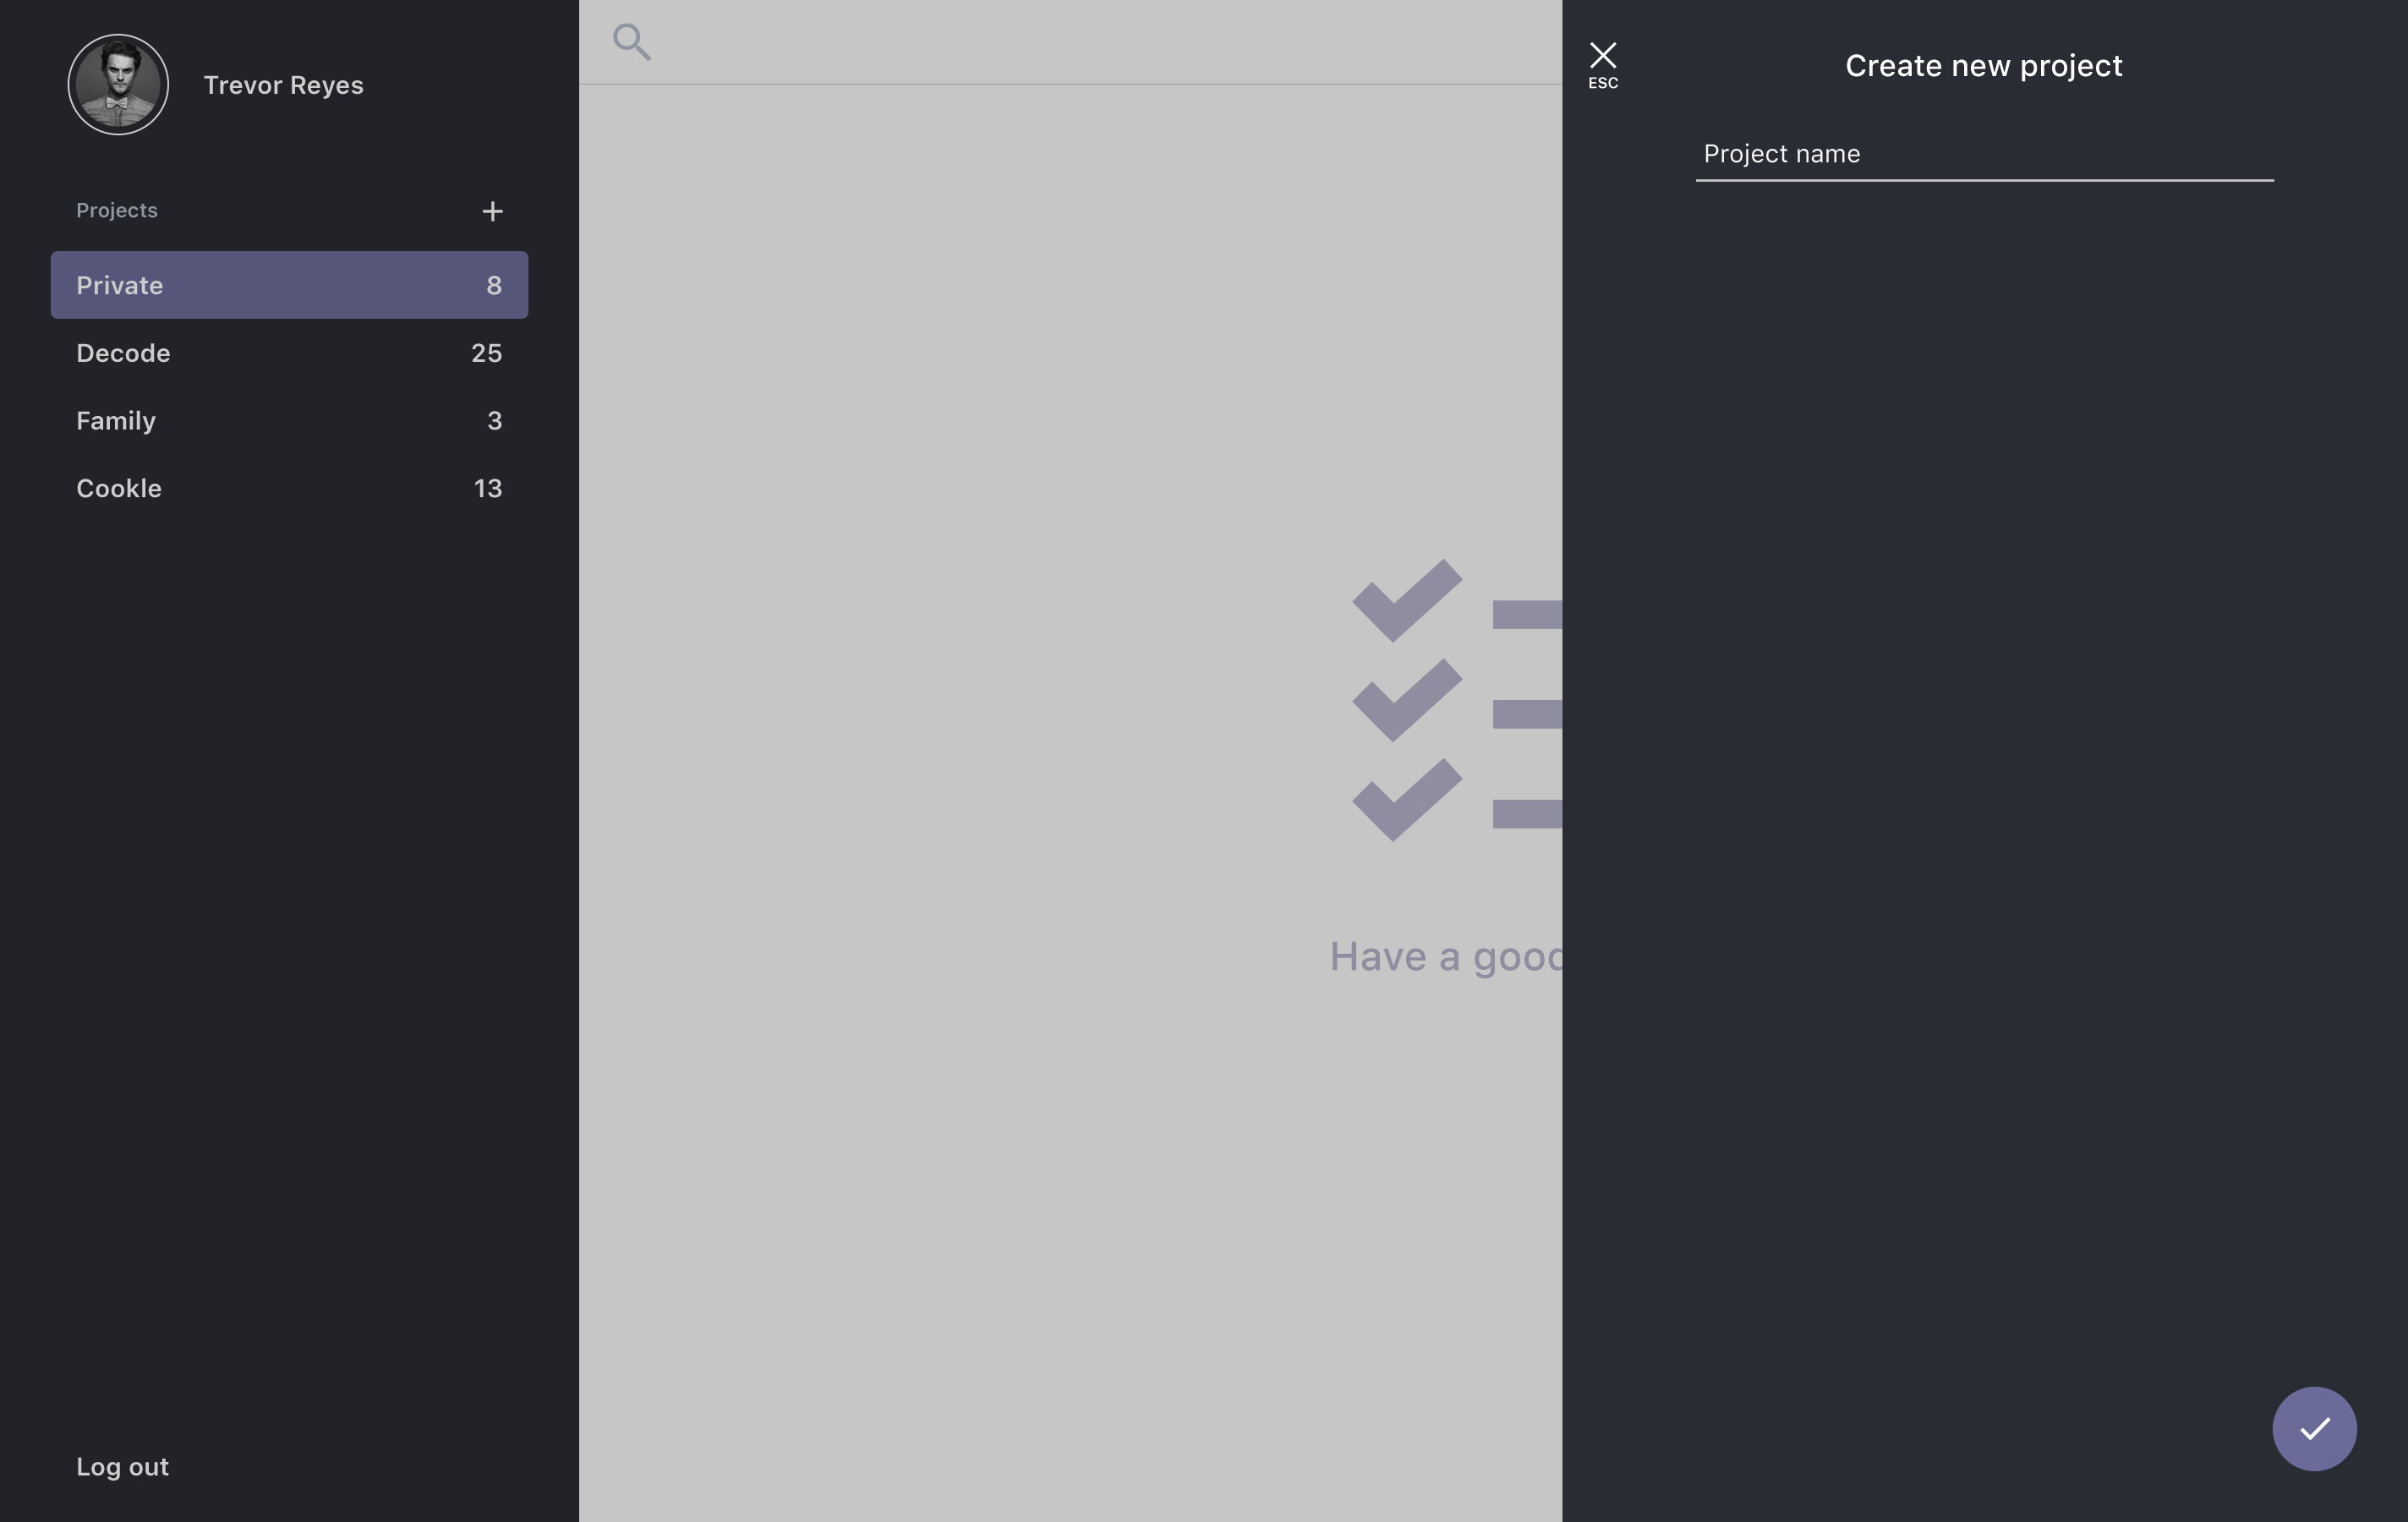 Trevor Reyes
Projects
Private 8
Decode 25
Family 3
Cookle 13
Log out
Have a good
ESC
Create new project
Project name